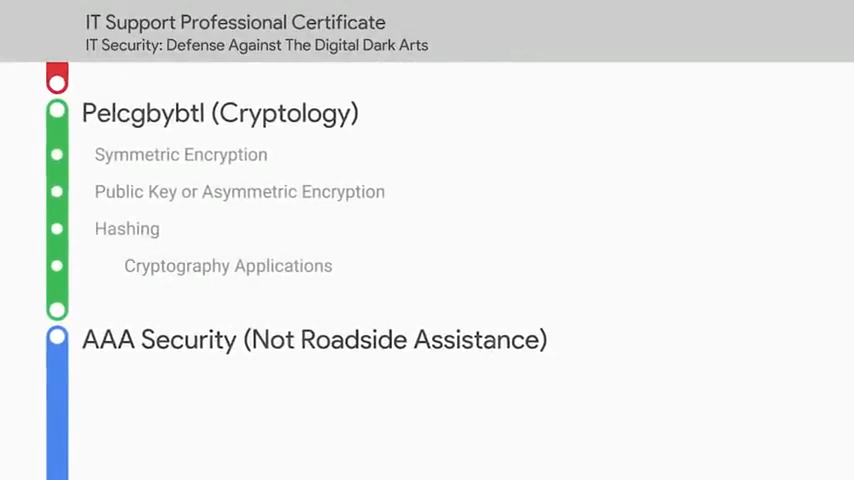 IT Support Professional Certificate
IT Security: Defense Against The Digital Dark Arts
Pelcgbybtl (Cryptology)
Symmetric Encryption
Public Key or Asymmetric Encryption
Hashing
Cryptography Applications
AAA Security (Not Roadside Assistance)